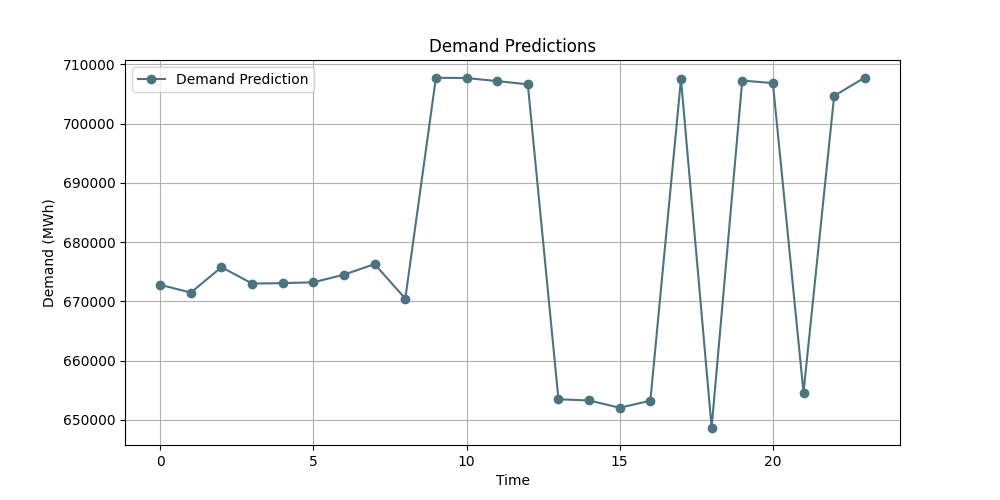 Demand Predictions
Demand Prediction
710000
700000
690000
680000
670000
660000
650000
Demand (MWh)
0 5 10 15 20
Time